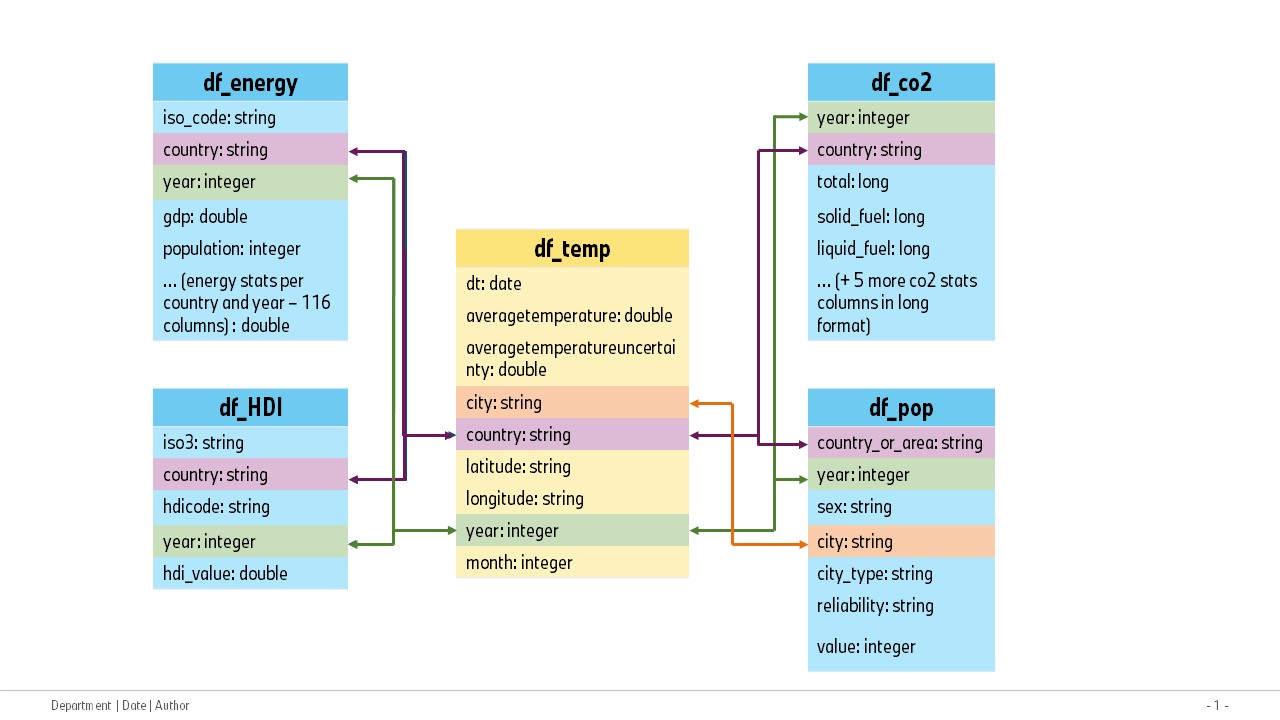 df_energy
iso_code: string
country: string
year: integer
gdp: double
population: integer
... (energy stats per
country and year – 116
columns) : double
df_HDI
iso3: string
country: string
hdicode: string
year: integer
hdi_value: double
df_temp
dt: date
averagetemperature: double
averagetemperatureuncertai
nty: double
city: string
country: string
latitude: string
longitude: string
year: integer
month: integer
df_co2
year: integer
country: string
total: long
solid_fuel: long
liquid_fuel: long
... (+ 5 more co2 stats
columns in long
format)
df_pop
country_or_area: string
year: integer
sex: string
city: string
city_type: string
reliability: string
value: integer
Department | Date | Author
- 1 -